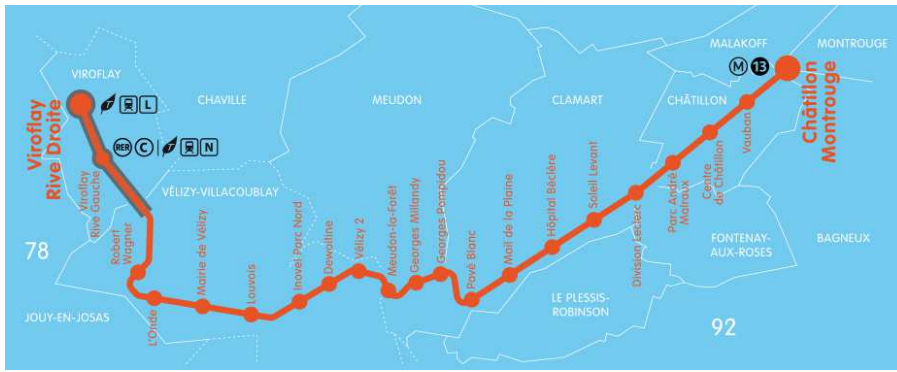 MALAKOFF
MONTROUGE
M 13
VIROFLAY
CHAVILLE
MEUDON
CLAMART
CHÂTILLON
Châtillon
Montrouge
Viroflay
Rive Droite
T L
RER C T N
Viroflay
Rive Gauche
VÉLIZY-VILLACOUBLAY
Robert
Wagner
L'Onde
Mairie de Vélizy
Louvois
Inovel Parc Nord
Dewoitine
Vélizy 2
Meudon-la-Forêt
Georges Millandy
Georges Pompidou
Pavé Blanc
Mail de la Plaine
Hôpital Béclère
Soleil Levant
Division Leclerc
Parc André
Malraux
Centre
de Châtillon
Vauban
78
FONTENAY-
AUX-ROSES
BAGNEUX
JOUY-EN-JOSAS
LE PLESSIS-
ROBINSON
92